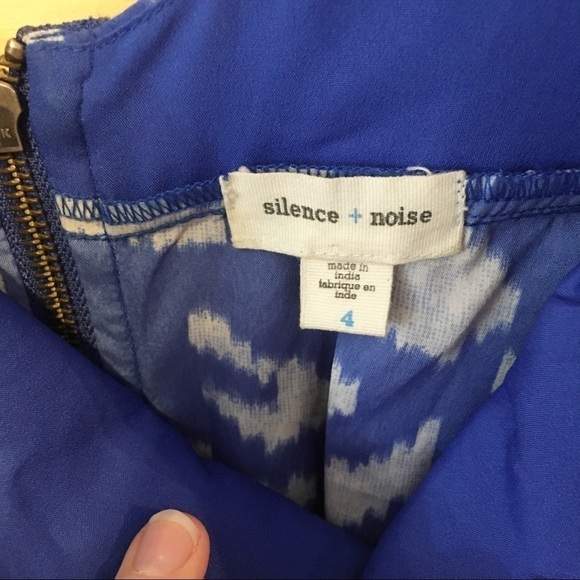 silence + noise
made in
india
fabrique en
inde
4
K